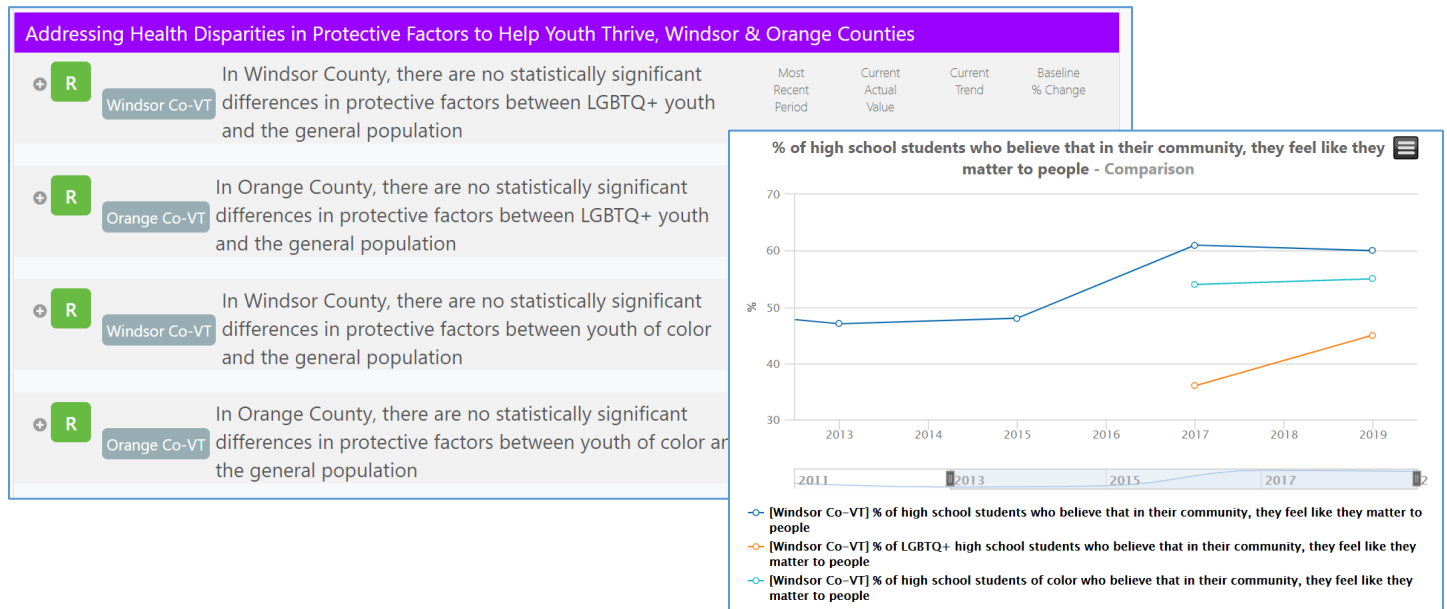 Addressing Health Disparities in Protective Factors to Help Youth Thrive, Windsor & Orange Counties
R
Windsor Co-VT
In Windsor County, there are no statistically significant
differences in protective factors between LGBTQ+ youth
and the general population
Most
Recent
Period
Current
Actual
Value
Current
Trend
Baseline
% Change
R
Orange Co-VT
In Orange County, there are no statistically significant
differences in protective factors between LGBTQ+ youth
and the general population
R
Windsor Co-VT
In Windsor County, there are no statistically significant
differences in protective factors between youth of color
and the general population
R
Orange Co-VT
In Orange County, there are no statistically significant
differences in protective factors between youth of color
the general population
% of high school students who believe that in their community, they feel like they
matter to people - Comparison
70
60
50
40
30
%
2013 2014 2015 2016 2017 2018 2019
2011 2013 2015 2017 2
[Windsor Co-VT] % of high school students who believe that in their community, they feel like they matter to
people
[Windsor Co-VT] % of LGBTQ+ high school students who believe that in their community, they feel like they
matter to people
[Windsor Co-VT] % of high school students of color who believe that in their community, they feel like they
matter to people